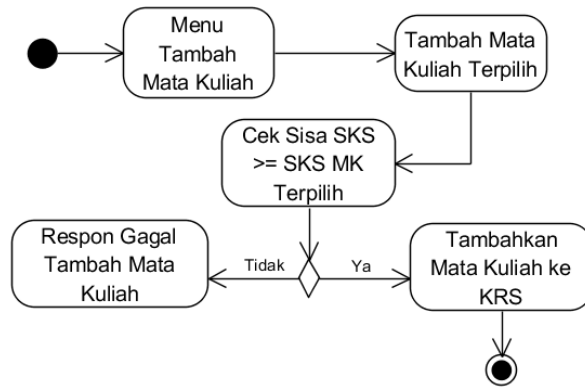 Menu
Tambah
Mata Kuliah
Tambah Mata
Kuliah Terpilih
Cek Sisa SKS
>= SKS MK
Terpilih
Respon Gagal
Tambah Mata
Kuliah
Tidak
Ya
Tambahkan
Mata Kuliah ke
KRS